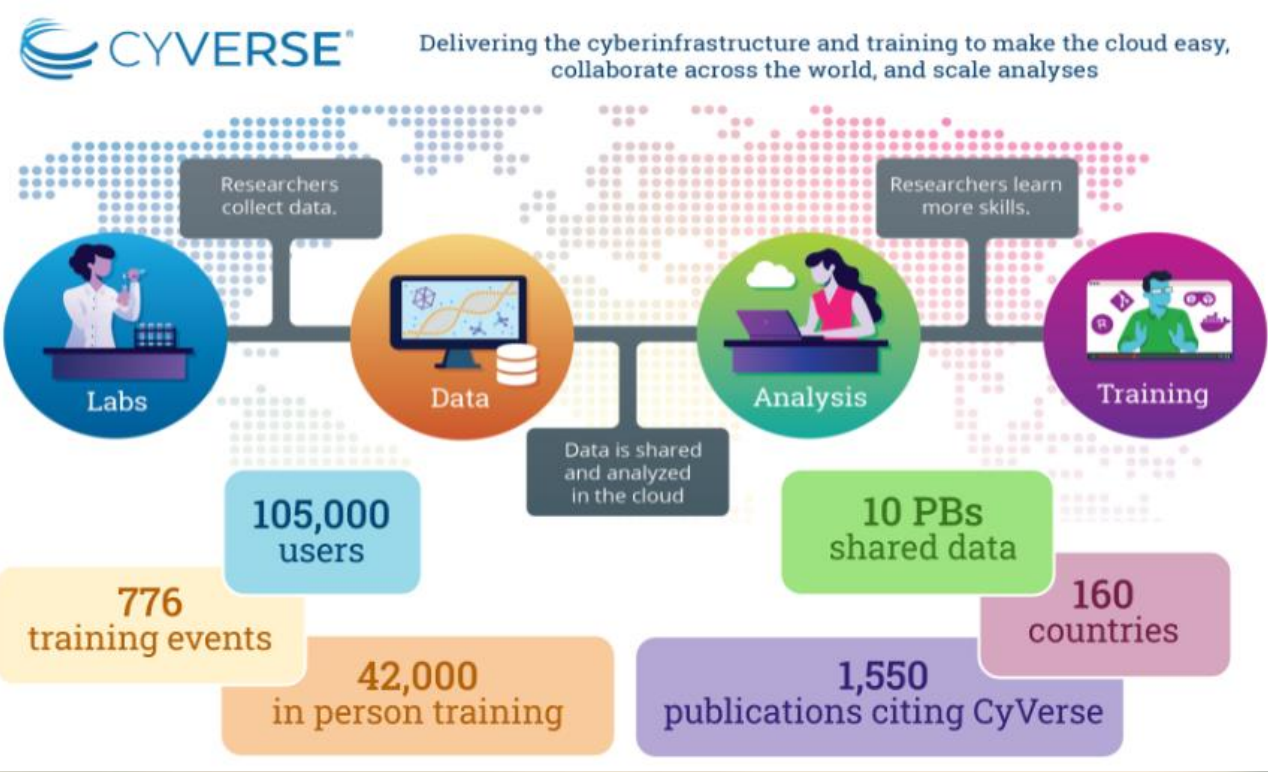 CYVERSE®
Delivering the cyberinfrastructure and training to make the cloud easy,
collaborate across the world, and scale analyses
Researchers
collect data.
Researchers learn
more skills.
Labs
Data
Analysis
Training
Data is shared
and analyzed
in the cloud
105,000
users
10 PBs
shared data
776
training events
160
countries
42,000
in person training
1,550
publications citing CyVerse